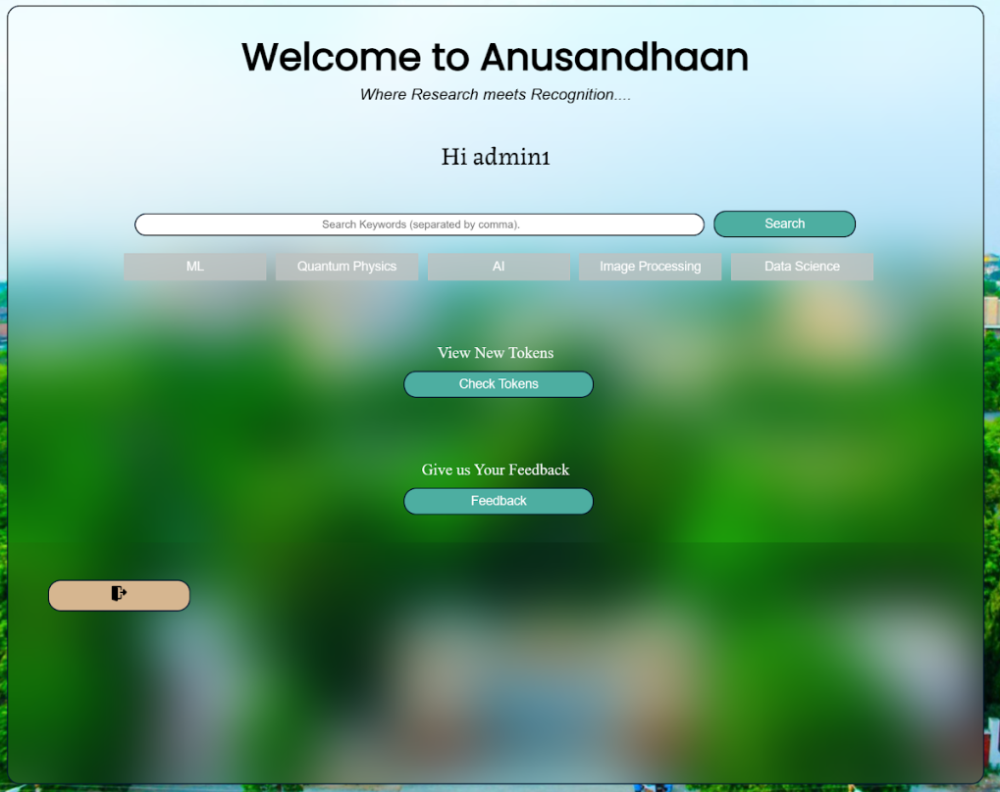 Welcome to Anusandhaan
Where Research meets Recognition....
Hi admin1
Search Keywords (separated by comma). Search
ML Quantum Physics AI Image Processing Data Science
View New Tokens
Check Tokens
Give us Your Feedback
Feedback